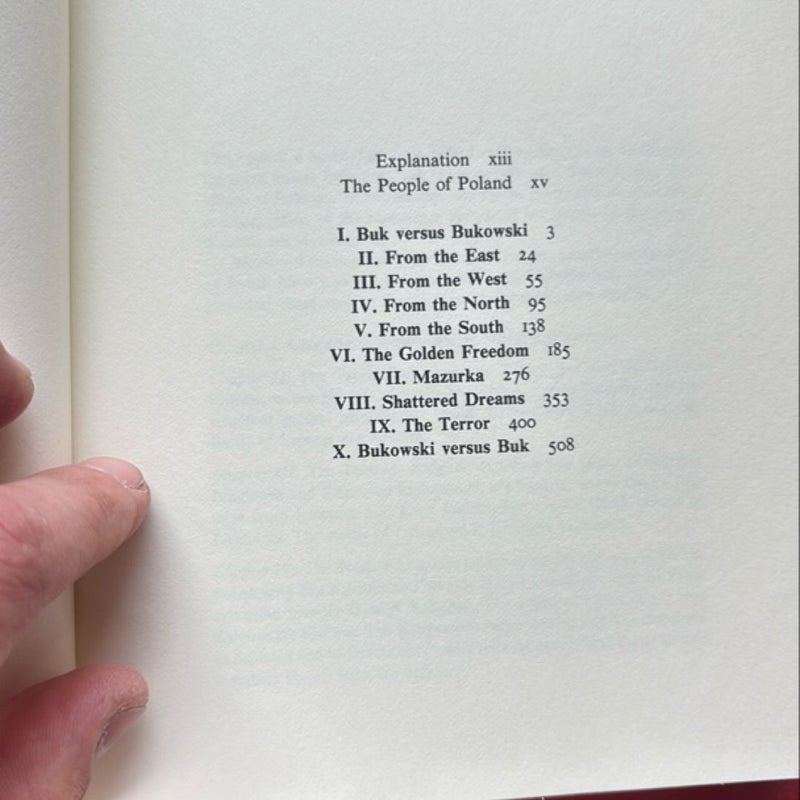 Explanation xiii
The People of Poland xv
I. Buk versus Bukowski 3
II. From the East 24
III. From the West 55
IV. From the North 95
V. From the South 138
VI. The Golden Freedom 185
VII. Mazurka 276
VIII. Shattered Dreams 353
IX. The Terror 400
X. Bukowski versus Buk 508